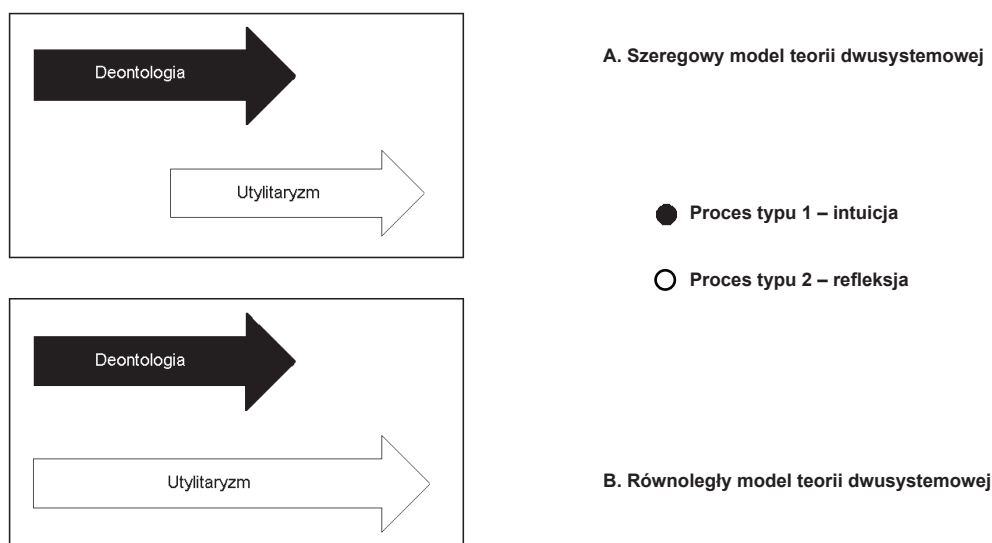 Deontologia
A. Szeregowy model teorii dwusystemowej
Utylitaryzm
Proces typu 1 – intuicja
Proces typu 2 – refleksja
Deontologia
Utylitaryzm
B. Równoległy model teorii dwusystemowej